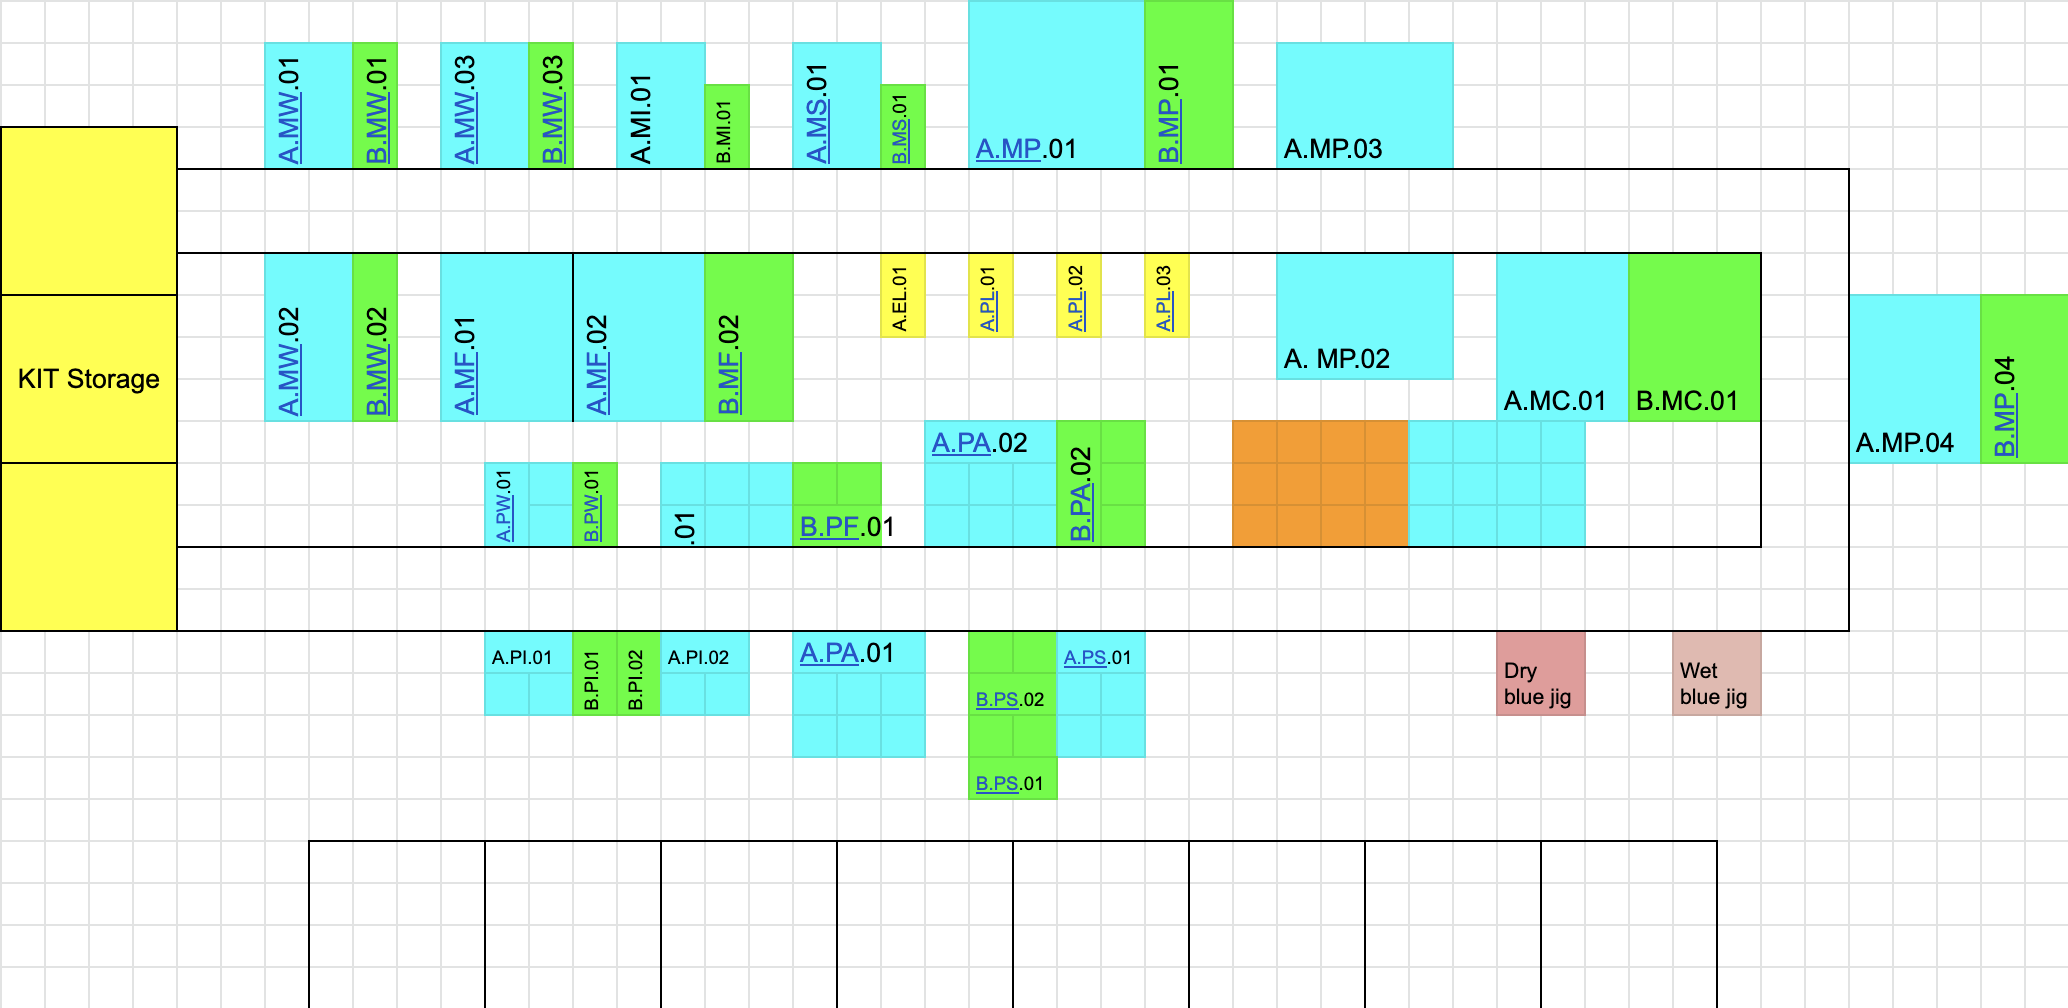 A.MW.01
B.MW.01
A.MW.03
B.MW.03
A.MI.01
B.MI.01
A.MS.01
B.MS.01
A.MP.01
B.MP.01
A.MP.03
A.MW.02
B.MW.02
A.MF.01
A.MF.02
B.MF.02
A.EL.01
A.PL.01
A.PL.02
A.PL.03
A. MP.02
A.MC.01
B.MC.01
A.MP.04
B.MP.04
KIT Storage
A.PW.01
B.PW.01
.01
B.PF.01
A.PA.02
B.PA.02
A.PI.01
B.PI.01
B.PI.02
A.PI.02
A.PA.01
B.PS.02
A.PS.01
B.PS.01
Dry
blue jig
Wet
blue jig